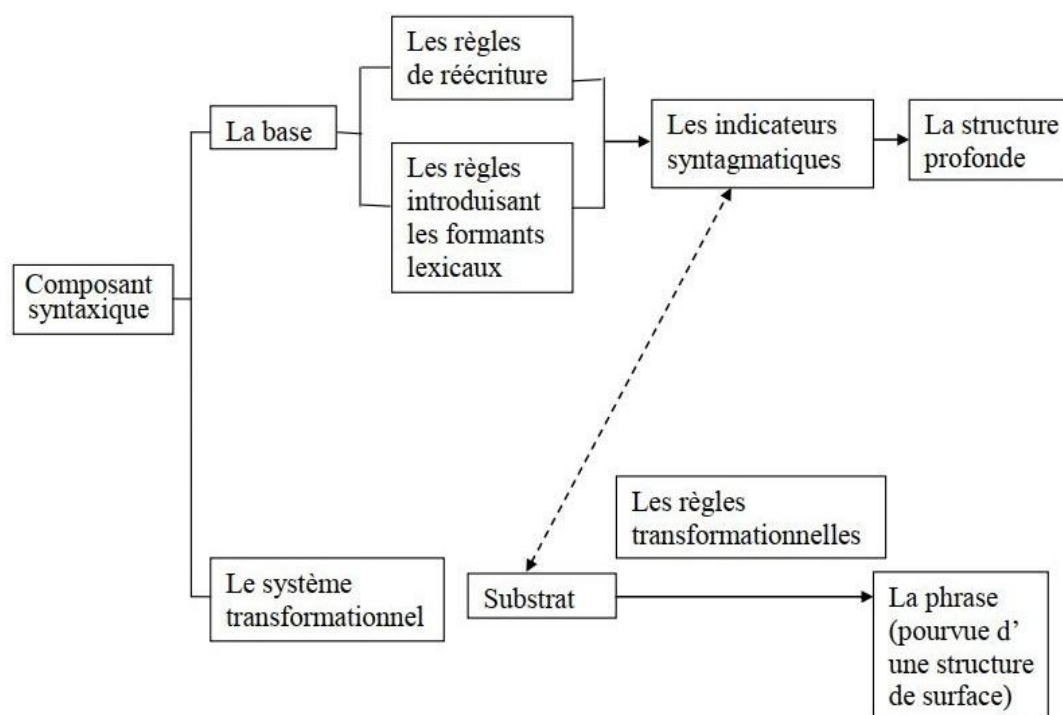 Les règles
de réécriture
La base
Les indicateurs
syntagmatiques
La structure
profonde
Les règles
introduisant
les formants
lexicaux
Composant
syntaxique
Les règles
transformationnelles
Le système
transformationnel
Substrat
La phrase
(pourvue d’
une structure
de surface)